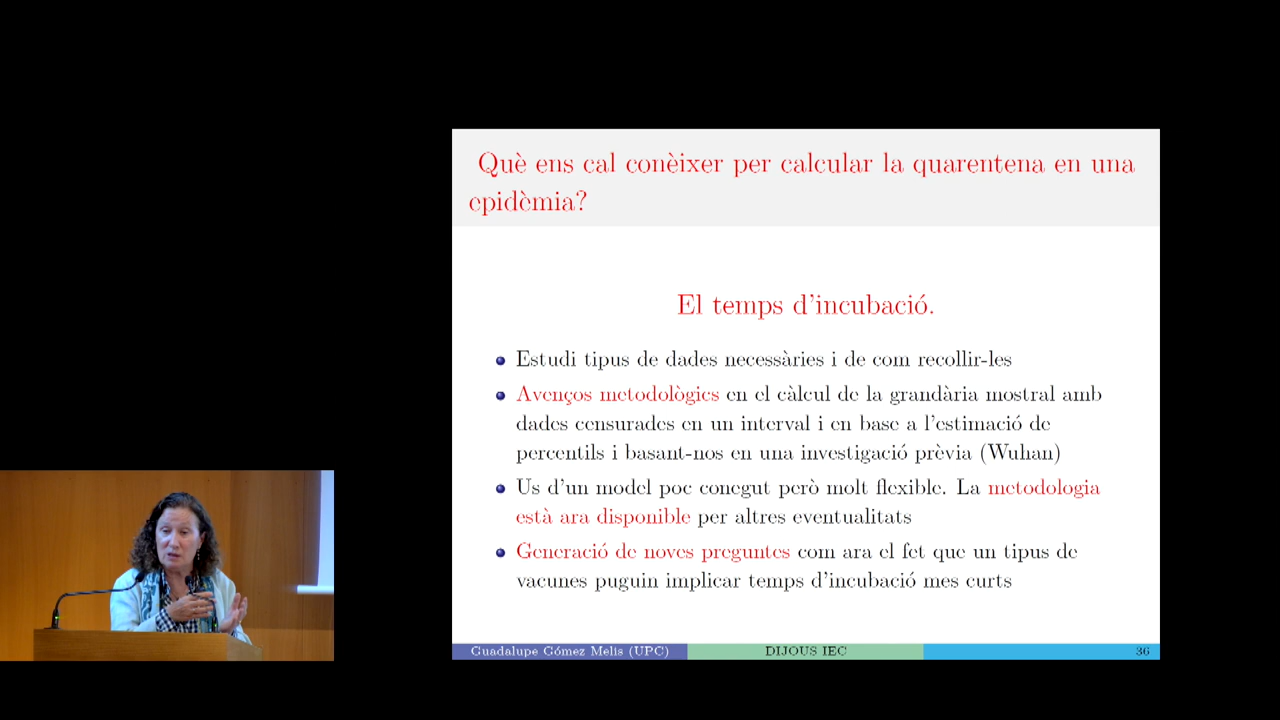 Què ens cal conèixer per calcular la quarentena en una
epidèmia?
El temps d'incubació.
Estudi tipus de dades necessàries i de com recollir-les
Avenços metodològics en el càlcul de la grandària mostral amb
dades censurades en un interval i en base a l'estimació de
percentils i basant-nos en una investigació prèvia (Wuhan)
Us d'un model poc conegut però molt flexible. La metodologia
està ara disponible per altres eventualitats
Generació de noves preguntes com ara el fet que un tipus de
vacunes puguin implicar temps d'incubació mes curts
Guadalupe Gómez Melis (UPC) DIJOUS IEC 36